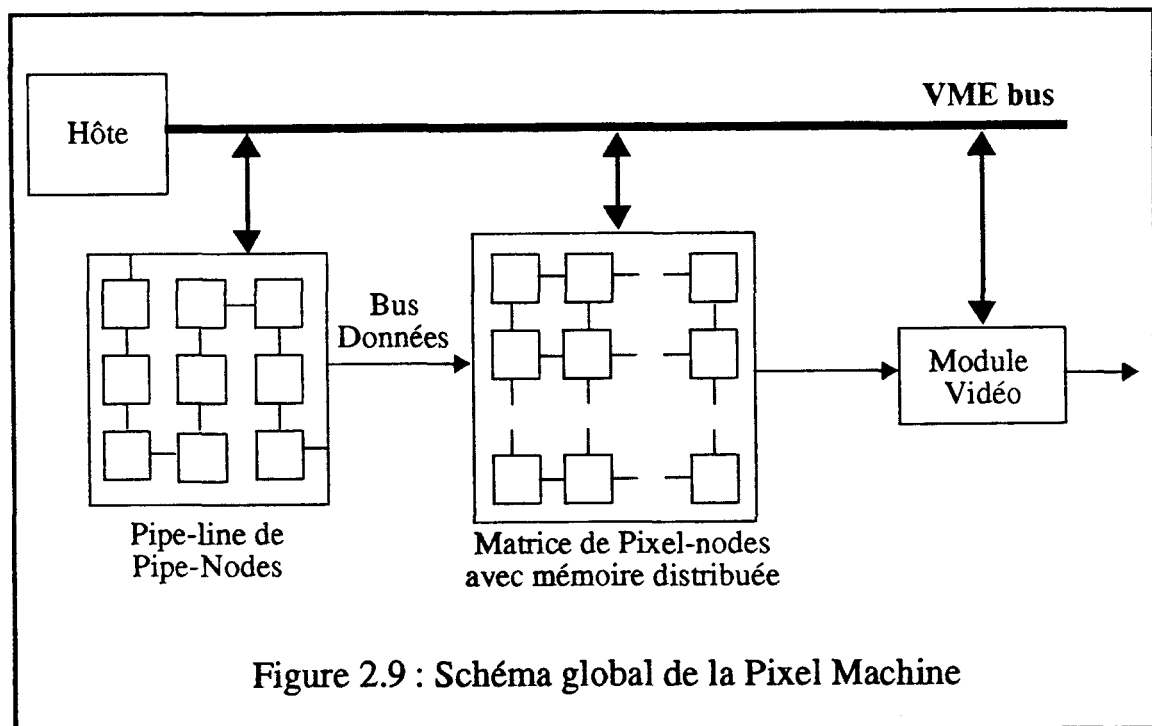 VME bus
Hôte
Bus
Données
Module
Vidéo
Pipe-line de
Pipe-Nodes
Matrice de Pixel-nodes
avec mémoire distribuée
Figure 2.9 : Schéma global de la Pixel Machine